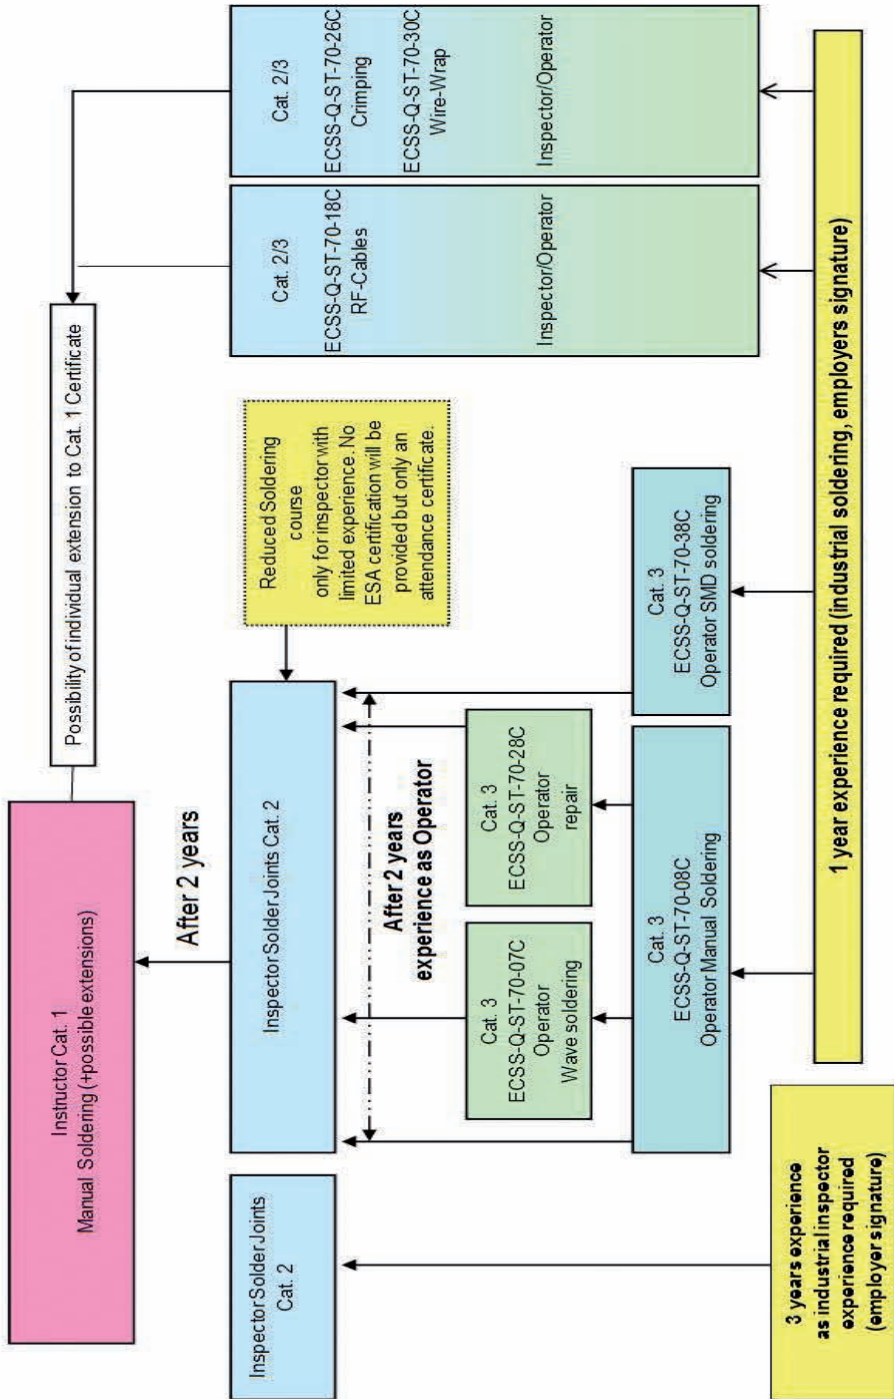 Instructor Cat. 1
Manual Soldering (+possible extensions)
Possibility of individual extension to Cat. 1 Certificate
After 2 years
Inspector Solder Joints
Cat. 2
Inspector Solder Joints Cat. 2
Reduced Soldering
course
only for inspector with
limited experience. No
ESA certification will be
provided but only an
attendance certificate.
Cat. 2/3
ECSS-Q-ST-70-18C
RF-Cables
Inspector/Operator
Cat. 2/3
ECSS-Q-ST-70-26C
Crimping
ECSS-Q-ST-70-30C
Wire-Wrap
Inspector/Operator
After 2 years
experience as Operator
Cat. 3
ECSS-Q-ST-70-07C
Operator
Wave soldering
Cat. 3
ECSS-Q-ST-70-28C
Operator
repair
Cat. 3
ECSS-Q-ST-70-08C
Operator Manual Soldering
Cat. 3
ECSS-Q-ST-70-38C
Operator SMD soldering
3 years experience
as industrial inspector
experience required
(employer signature)
1 year experience required (industrial soldering, employers signature)